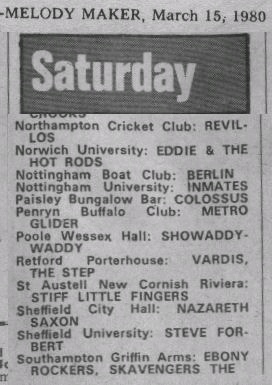 -MELODY MAKER, March 15, 1980
Saturday
CROOKS
Northampton Cricket Club: REVIL-
LOS
Norwich University: EDDIE & THE
HOT RODS
Nottingham Boat Club: BERLIN
Nottingham University: INMATES
Paisley Bungalow Bar: COLOSSUS
Penryn Buffalo Club: METRO
GLIDER
Poole Wessex Hall: SHOWADDY-
WADDY
Retford Porterhouse: VARDIS,
THE STEP
St Austell New Cornish Riviera:
STIFF LITTLE FINGERS
Sheffield City Hall: NAZARETH
SAXON
Sheffield University: STEVE FOR-
BERT
Southampton Griffin Arms: EBONY
ROCKERS, SKAVENGERS THE